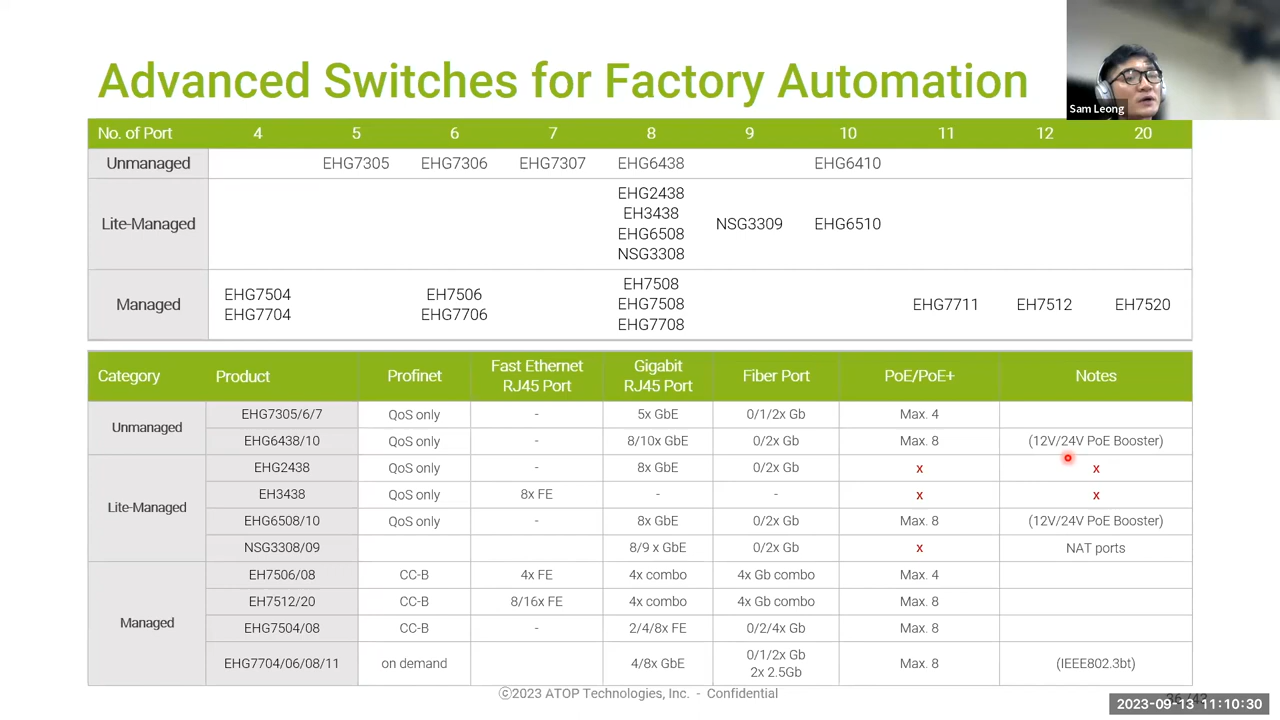 Advanced Switches for Factory Automation
Sam Leong
No. of Port 4 5 6 7 8 9 10 11 12 20
Unmanaged EHG7305 EHG7306 EHG7307 EHG6438 EHG6410
Lite-Managed EHG2438 EH3438 EHG6508 NSG3308 NSG3309 EHG6510
Managed EHG7504 EHG7704 EH7506 EHG7706 EH7508 EHG7508 EHG7708 EHG7711 EH7512 EH7520
Category Product Profinet Fast Ethernet RJ45 Port Gigabit RJ45 Port Fiber Port PoE/PoE+ Notes
Unmanaged
EHG7305/6/7 QoS only - 5x GbE 0/1/2x Gb Max. 4
EHG6438/10 QoS only - 8/10x GbE 0/2x Gb Max. 8 (12V/24V PoE Booster)
Lite-Managed
EHG2438 QoS only - 8x GbE 0/2x Gb x x
EH3438 QoS only 8x FE - - x x
EHG6508/10 QoS only - 8x GbE 0/2x Gb Max. 8 (12V/24V PoE Booster)
NSG3308/09 8/9 x GbE 0/2x Gb x NAT ports
Managed
EH7506/08 CC-B 4x FE 4x combo 4x Gb combo Max. 4
EH7512/20 CC-B 8/16x FE 4x combo 4x Gb combo Max. 8
EHG7504/08 CC-B - 2/4/8x FE 0/2/4x Gb Max. 8
EHG7704/06/08/11 on demand 4/8x GbE 0/1/2x Gb 2x 2.5Gb Max. 8 (IEEE802.3bt)
©2023 ATOP Technologies, Inc. - Confidential
2023-09-13 11:10:30